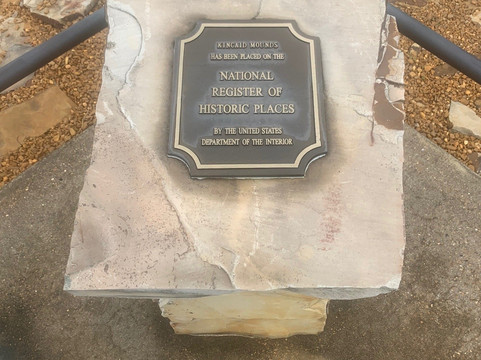 KINCAID MOUNDS
HAS BEEN PLACED ON THE
NATIONAL
REGISTER OF
HISTORIC PLACES
BY THE UNITED STATES
DEPARTMENT OF THE INTERIOR